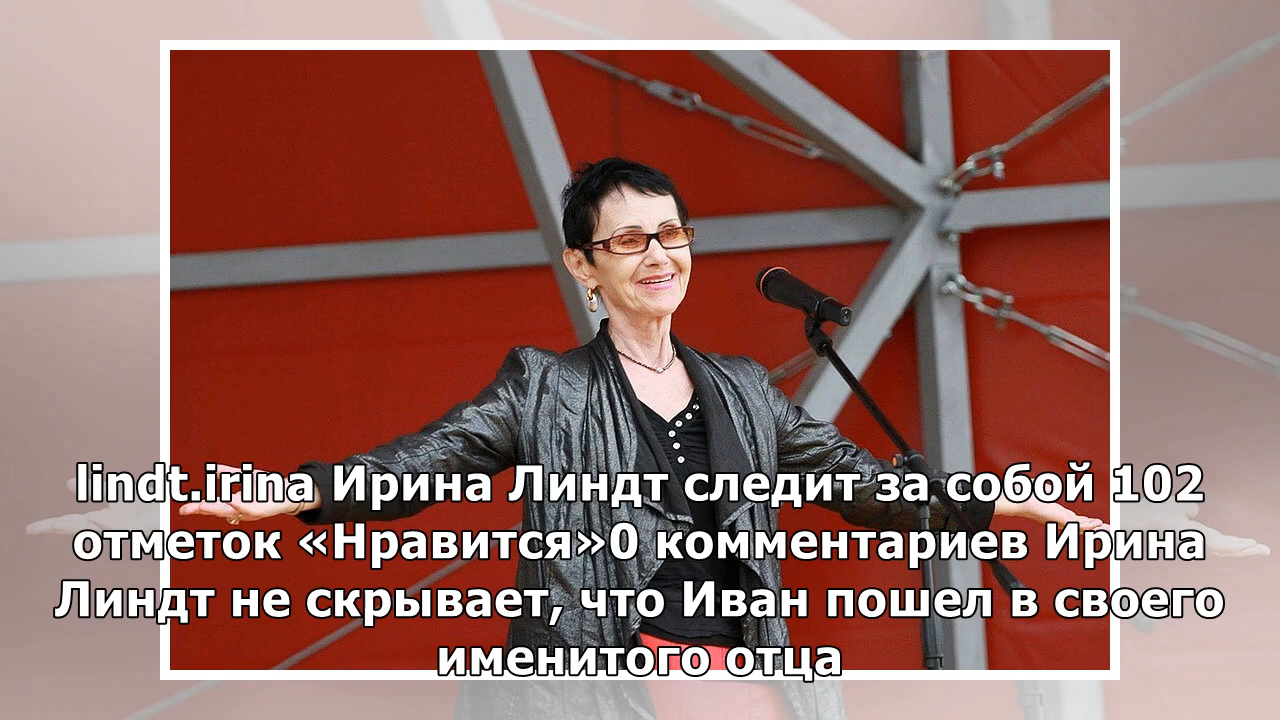 lindt.irina Ирина Линдт следит за собой 102
отметок «Нравится»0 комментариев Ирина
Линдт не скрывает, что Иван пошел в своего
именитого отца